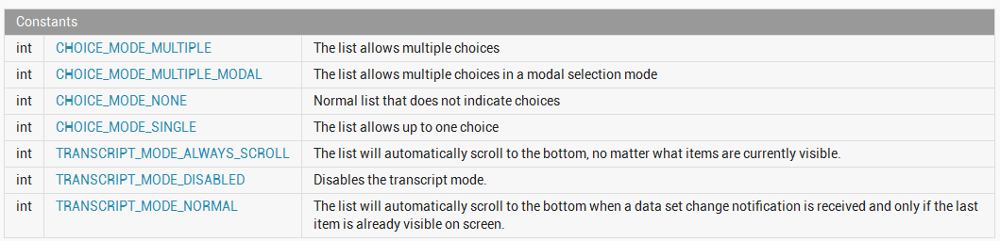 Constants
int CHOICE_MODE_MULTIPLE The list allows multiple choices
int CHOICE_MODE_MULTIPLE_MODAL The list allows multiple choices in a modal selection mode
int CHOICE_MODE_NONE Normal list that does not indicate choices
int CHOICE_MODE_SINGLE The list allows up to one choice
int TRANSCRIPT_MODE_ALWAYS_SCROLL The list will automatically scroll to the bottom, no matter what items are currently visible.
int TRANSCRIPT_MODE_DISABLED Disables the transcript mode.
int TRANSCRIPT_MODE_NORMAL The list will automatically scroll to the bottom when a data set change notification is received and only if the last
item is already visible on screen.